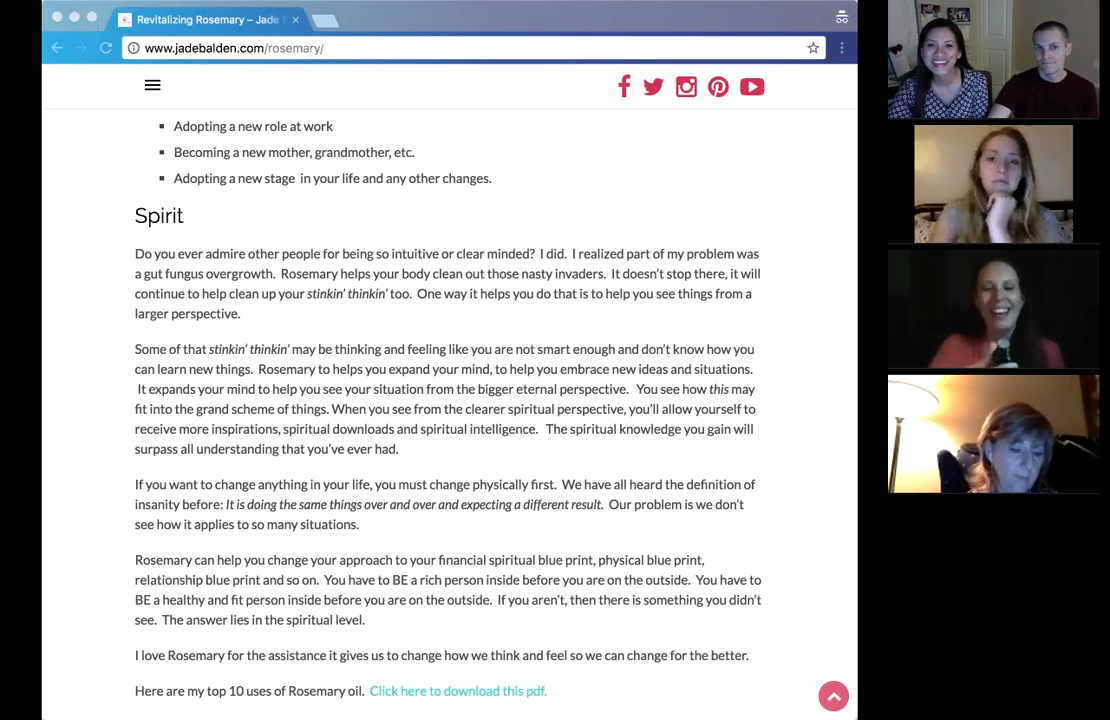 Revitalizing Rosemary – Jade
www.jadebalden.com/rosemary/
Adopting a new role at work
Becoming a new mother, grandmother, etc.
Adopting a new stage in your life and any other changes.
Spirit
Do you ever admire other people for being so intuitive or clear minded? I did. I realized part of my problem was
a gut fungus overgrowth. Rosemary helps your body clean out those nasty invaders. It doesn't stop there, it will
continue to help clean up your stinkin' thinkin' too. One way it helps you do that is to help you see things from a
larger perspective.
Some of that stinkin' thinkin' may be thinking and feeling like you are not smart enough and don't know how you
can learn new things. Rosemary to helps you expand your mind, to help you embrace new ideas and situations.
It expands your mind to help you see your situation from the bigger eternal perspective. You see how this may
fit into the grand scheme of things. When you see from the clearer spiritual perspective, you'll allow yourself to
receive more inspirations, spiritual downloads and spiritual intelligence. The spiritual knowledge you gain will
surpass all understanding that you've ever had.
If you want to change anything in your life, you must change physically first. We have all heard the definition of
insanity before: It is doing the same things over and over and expecting a different result. Our problem is we don't
see how it applies to so many situations.
Rosemary can help you change your approach to your financial spiritual blue print, physical blue print,
relationship blue print and so on. You have to BE a rich person inside before you are on the outside. You have to
BE a healthy and fit person inside before you are on the outside. If you aren't, then there is something you didn't
see. The answer lies in the spiritual level.
I love Rosemary for the assistance it gives us to change how we think and feel so we can change for the better.
Here are my top 10 uses of Rosemary oil. Click here to download this pdf.